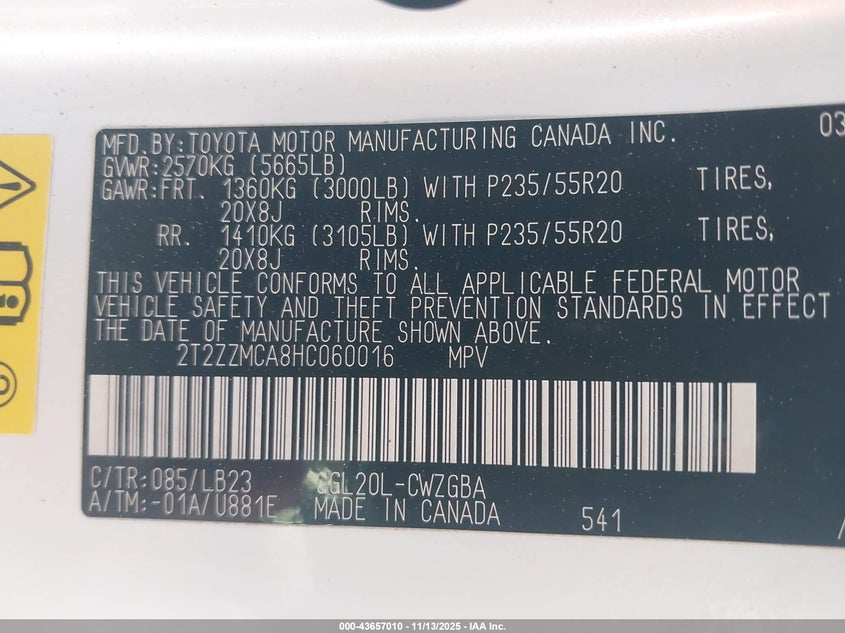 MFD.BY:TOYOTA MOTOR MANUFACTURING CANADA INC. 03
GVWR:2570KG (5665LB)
GAWR:FRT. 1360KG (3000LB) WITH P235/55R20 TIRES,
20X8J RIMS.
RR. 1410KG (3105LB) WITH P235/55R20 TIRES,
20X8J RIMS.
THIS VEHICLE CONFORMS TO ALL APPLICABLE FEDERAL MOTOR
VEHICLE SAFETY AND THEFT PREVENTION STANDARDS IN EFFECT
THE DATE OF MANUFACTURE SHOWN ABOVE.
2T2ZZMCA8HC060016 MPV
C/TR:085/LB23 GGL20L-CWZGBA
A/TM:-01A/U881E MADE IN CANADA 541
000-43657010 - 11/13/2025 - IAA Inc.